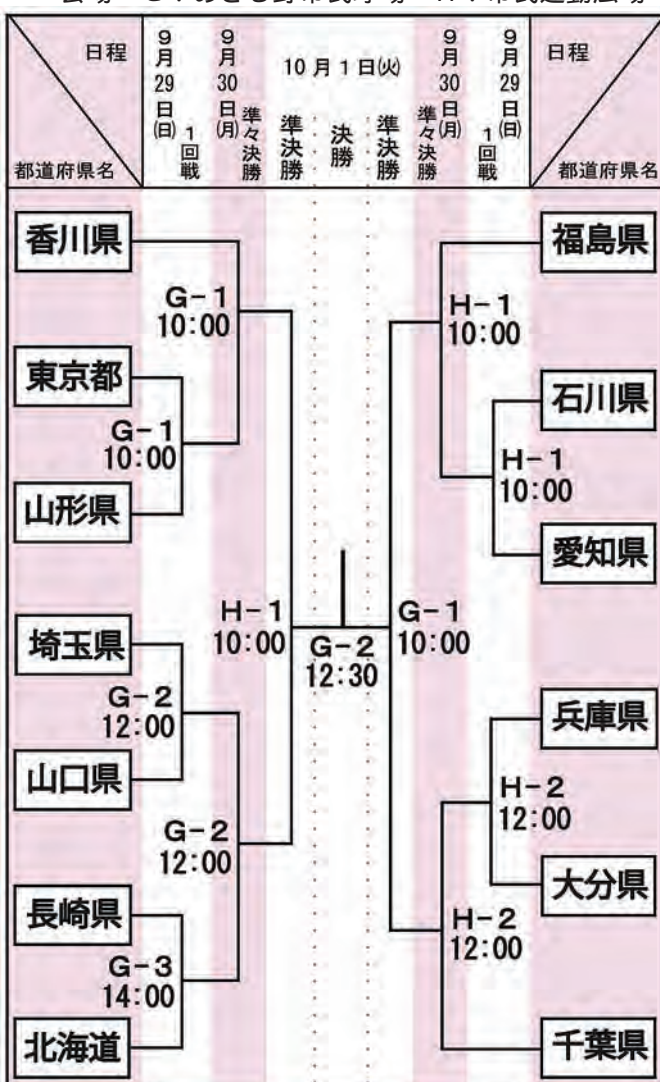 日程
都道府県名
9月29日(日)
1回戦
9月30日(月)
準々決勝
10月1日(火)
準決勝
決勝
準決勝
9月30日(月)
準々決勝
9月29日(日)
1回戦
日程
都道府県名
香川県
G-1
10:00
東京都
G-1
10:00
山形県
H-1
10:00
埼玉県
G-2
12:00
山口県
G-2
12:00
長崎県
G-3
14:00
北海道
G-2
12:30
福島県
H-1
10:00
石川県
H-1
10:00
愛知県
G-1
10:00
兵庫県
H-2
12:00
大分県
H-2
12:00
千葉県